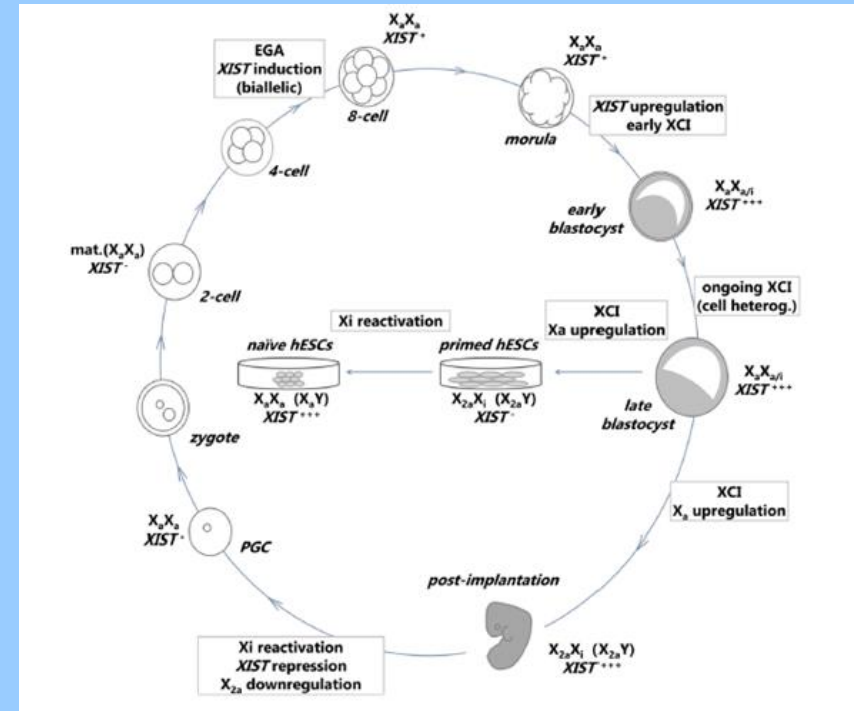 EGA
XIST induction
(biallelic)
XₐXₐ
XIST⁺
8-cell
XₐXₐ
XIST⁺
morula
XIST upregulation
early XCI
XₐXₐ/ᵢ
XIST⁺⁺⁺
early
blastocyst
ongoing XCI
(cell heterog.)
XₐXₐ/ᵢ
XIST⁺⁺⁺
late
blastocyst
XCI
Xₐ upregulation
post-implantation
X₂ₐXᵢ (X₂ₐY)
XIST⁺⁺⁺
Xi reactivation
XIST repression
X₂ₐ downregulation
PGC
XₐXₐ
zygote
2-cell
mat.(XₐXₐ)
XIST⁻
4-cell
XCI
Xa upregulation
primed hESCs
X₂ₐXᵢ (X₂ₐY)
XIST⁻
Xi reactivation
naïve hESCs
XₐXₐ (XₐY)
XIST⁺⁺⁺